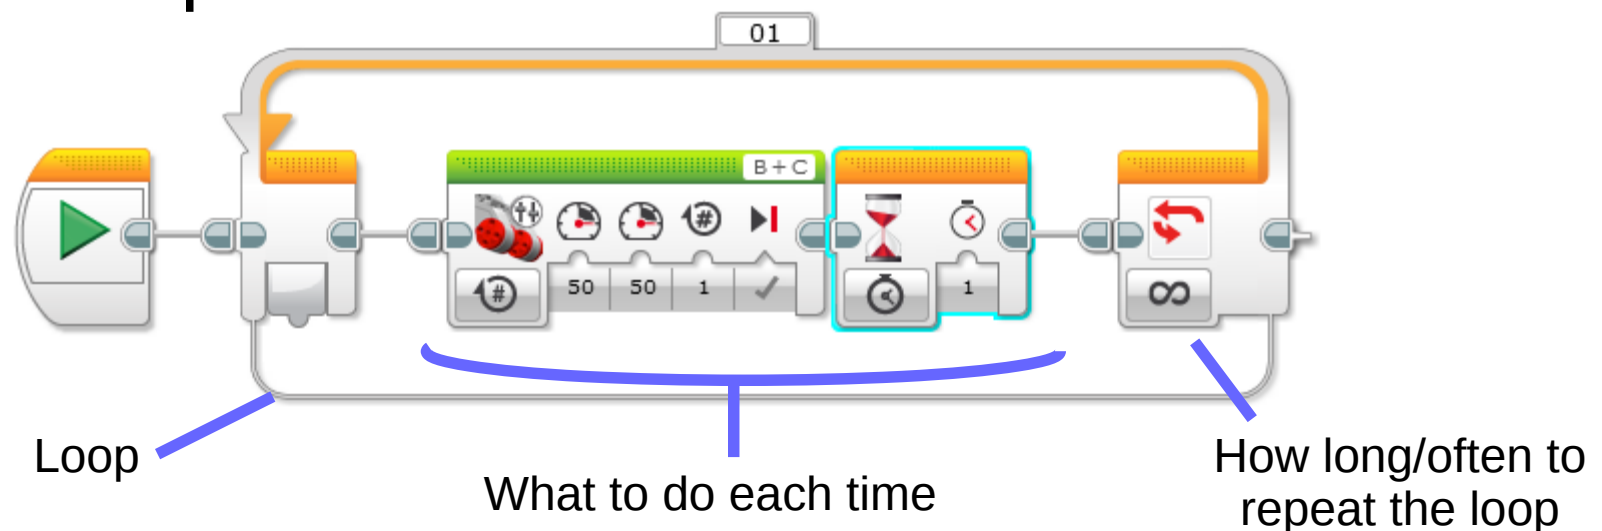 01
B+C
50 50 1
1
Loop
What to do each time
How long/often to
repeat the loop